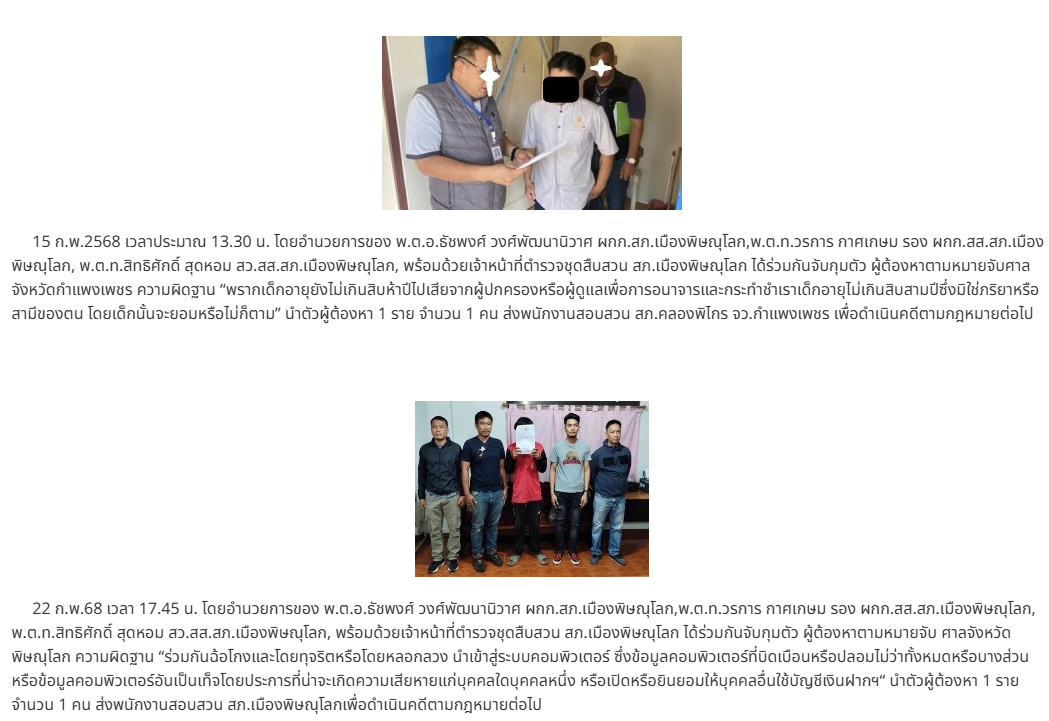 15 ก.พ.2568 เวลาประมาณ 13.30 น. โดยอำนวยการของ พ.ต.อ.ธัชพงศ์ วงศ์พัฒนานิวาศ ผกก.สภ.เมืองพิษณุโลก,พ.ต.ท.วรการ กาศเกษม รอง ผกก.สส.สภ.เมือง
พิษณุโลก, พ.ต.ท.สิทธิศักดิ์ สุดหอม สว.สส.สภ.เมืองพิษณุโลก, พร้อมด้วยเจ้าหน้าที่ตำรวจชุดสืบสวน สภ.เมืองพิษณุโลก ได้ร่วมกันจับกุมตัว ผู้ต้องหาตามหมายจับศาล
จังหวัดกำแพงเพชร ความผิดฐาน “พรากเด็กอายุยังไม่เกินสิบห้าปีไปเสียจากผู้ปกครองหรือผู้ดูแลเพื่อการอนาจารและกระทำชำเราเด็กอายุไม่เกินสิบสามปีซึ่งมิใช่ภริยาหรือ
สามีของตน โดยเด็กนั้นจะยอมหรือไม่ก็ตาม” นำตัวผู้ต้องหา 1 ราย จำนวน 1 คน ส่งพนักงานสอบสวน สภ.คลองพิไกร จว.กำแพงเพชร เพื่อดำเนินคดีตามกฎหมายต่อไป
22 ก.พ.68 เวลา 17.45 น. โดยอำนวยการของ พ.ต.อ.ธัชพงศ์ วงศ์พัฒนานิวาศ ผกก.สภ.เมืองพิษณุโลก,พ.ต.ท.วรการ กาศเกษม รอง ผกก.สส.สภ.เมืองพิษณุโลก,
พ.ต.ท.สิทธิศักดิ์ สุดหอม สว.สส.สภ.เมืองพิษณุโลก, พร้อมด้วยเจ้าหน้าที่ตำรวจชุดสืบสวน สภ.เมืองพิษณุโลก ได้ร่วมกันจับกุมตัว ผู้ต้องหาตามหมายจับ ศาลจังหวัด
พิษณุโลก ความผิดฐาน “ร่วมกันฉ้อโกงและโดยทุจริตหรือโดยหลอกลวง นำเข้าสู่ระบบคอมพิวเตอร์ ซึ่งข้อมูลคอมพิวเตอร์ที่บิดเบือนหรือปลอมไม่ว่าทั้งหมดหรือบางส่วน
หรือข้อมูลคอมพิวเตอร์อันเป็นเท็จโดยประการที่น่าจะเกิดความเสียหายแก่บุคคลใดบุคคลหนึ่ง หรือเปิดหรือยินยอมให้บุคคลอื่นใช้บัญชีเงินฝากฯ“ นำตัวผู้ต้องหา 1 ราย
จำนวน 1 คน ส่งพนักงานสอบสวน สภ.เมืองพิษณุโลกเพื่อดำเนินคดีตามกฎหมายต่อไป